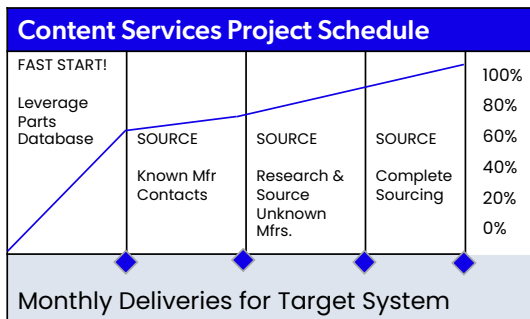 Content Services Project Schedule
FAST START!
Leverage
Parts
Database
SOURCE
Known Mfr
Contacts
SOURCE
Research &
Source
Unknown
Mfrs.
SOURCE
Complete
Sourcing
100%
80%
60%
40%
20%
0%
Monthly Deliveries for Target System